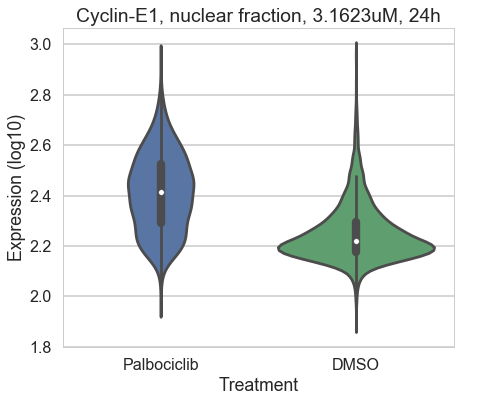 Cyclin-E1, nuclear fraction, 3.1623uM, 24h
3.0
2.8
2.6
2.4
2.2
2.0
1.8
Expression (log10)
Palbociclib DMSO
Treatment